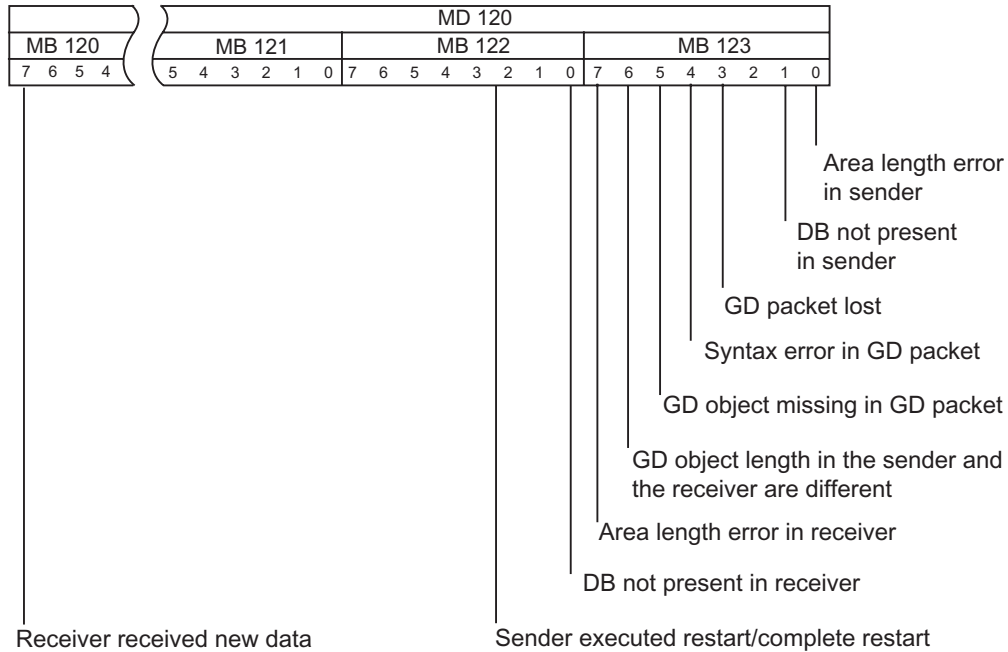 MD 120
MB 120 MB 121 MB 122 MB 123
7 6 5 4 5 4 3 2 1 0 7 6 5 4 3 2 1 0 7 6 5 4 3 2 1 0
Area length error
in sender
DB not present
in sender
GD packet lost
Syntax error in GD packet
GD object missing in GD packet
GD object length in the sender and
the receiver are different
Area length error in receiver
DB not present in receiver
Receiver received new data
Sender executed restart/complete restart